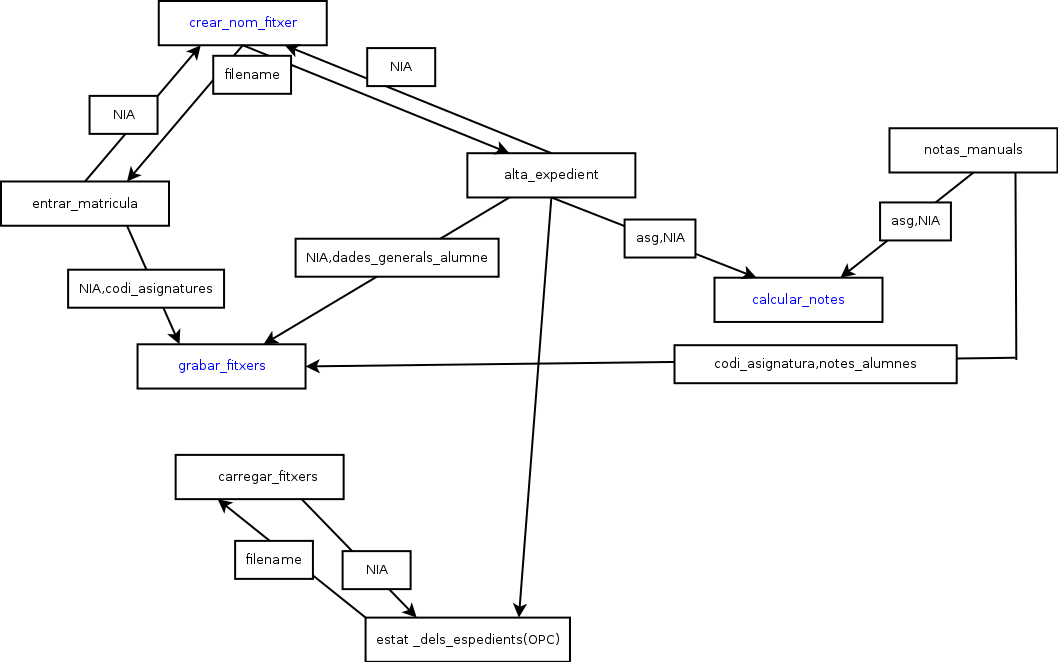 crear_nom_fitxer
NIA
filename
NIA
notas_manuals
alta_expedient
entrar_matricula
asg,NIA
asg,NIA
NIA,dades_generals_alumne
NIA,codi_asignatures
calcular_notes
grabar_fitxers
codi_asignatura,notes_alumnes
carregar_fitxers
filename
NIA
estat _dels_espedients(OPC)